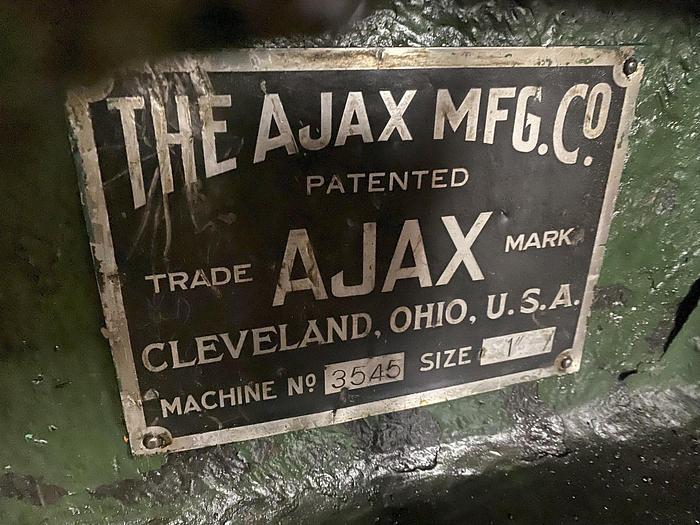 THE AJAX MFG. CO.
PATENTED
TRADE AJAX MARK
CLEVELAND, OHIO, U.S.A.
MACHINE No 3545 SIZE 1"